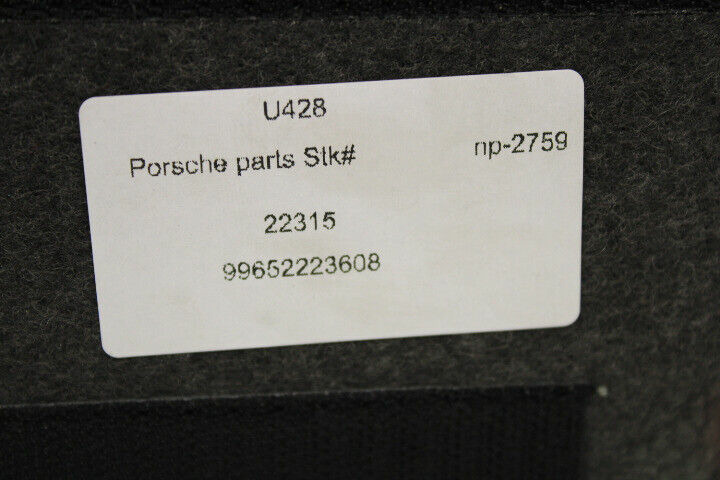 U428
Porsche parts Stk# np-2759
22315
99652223608